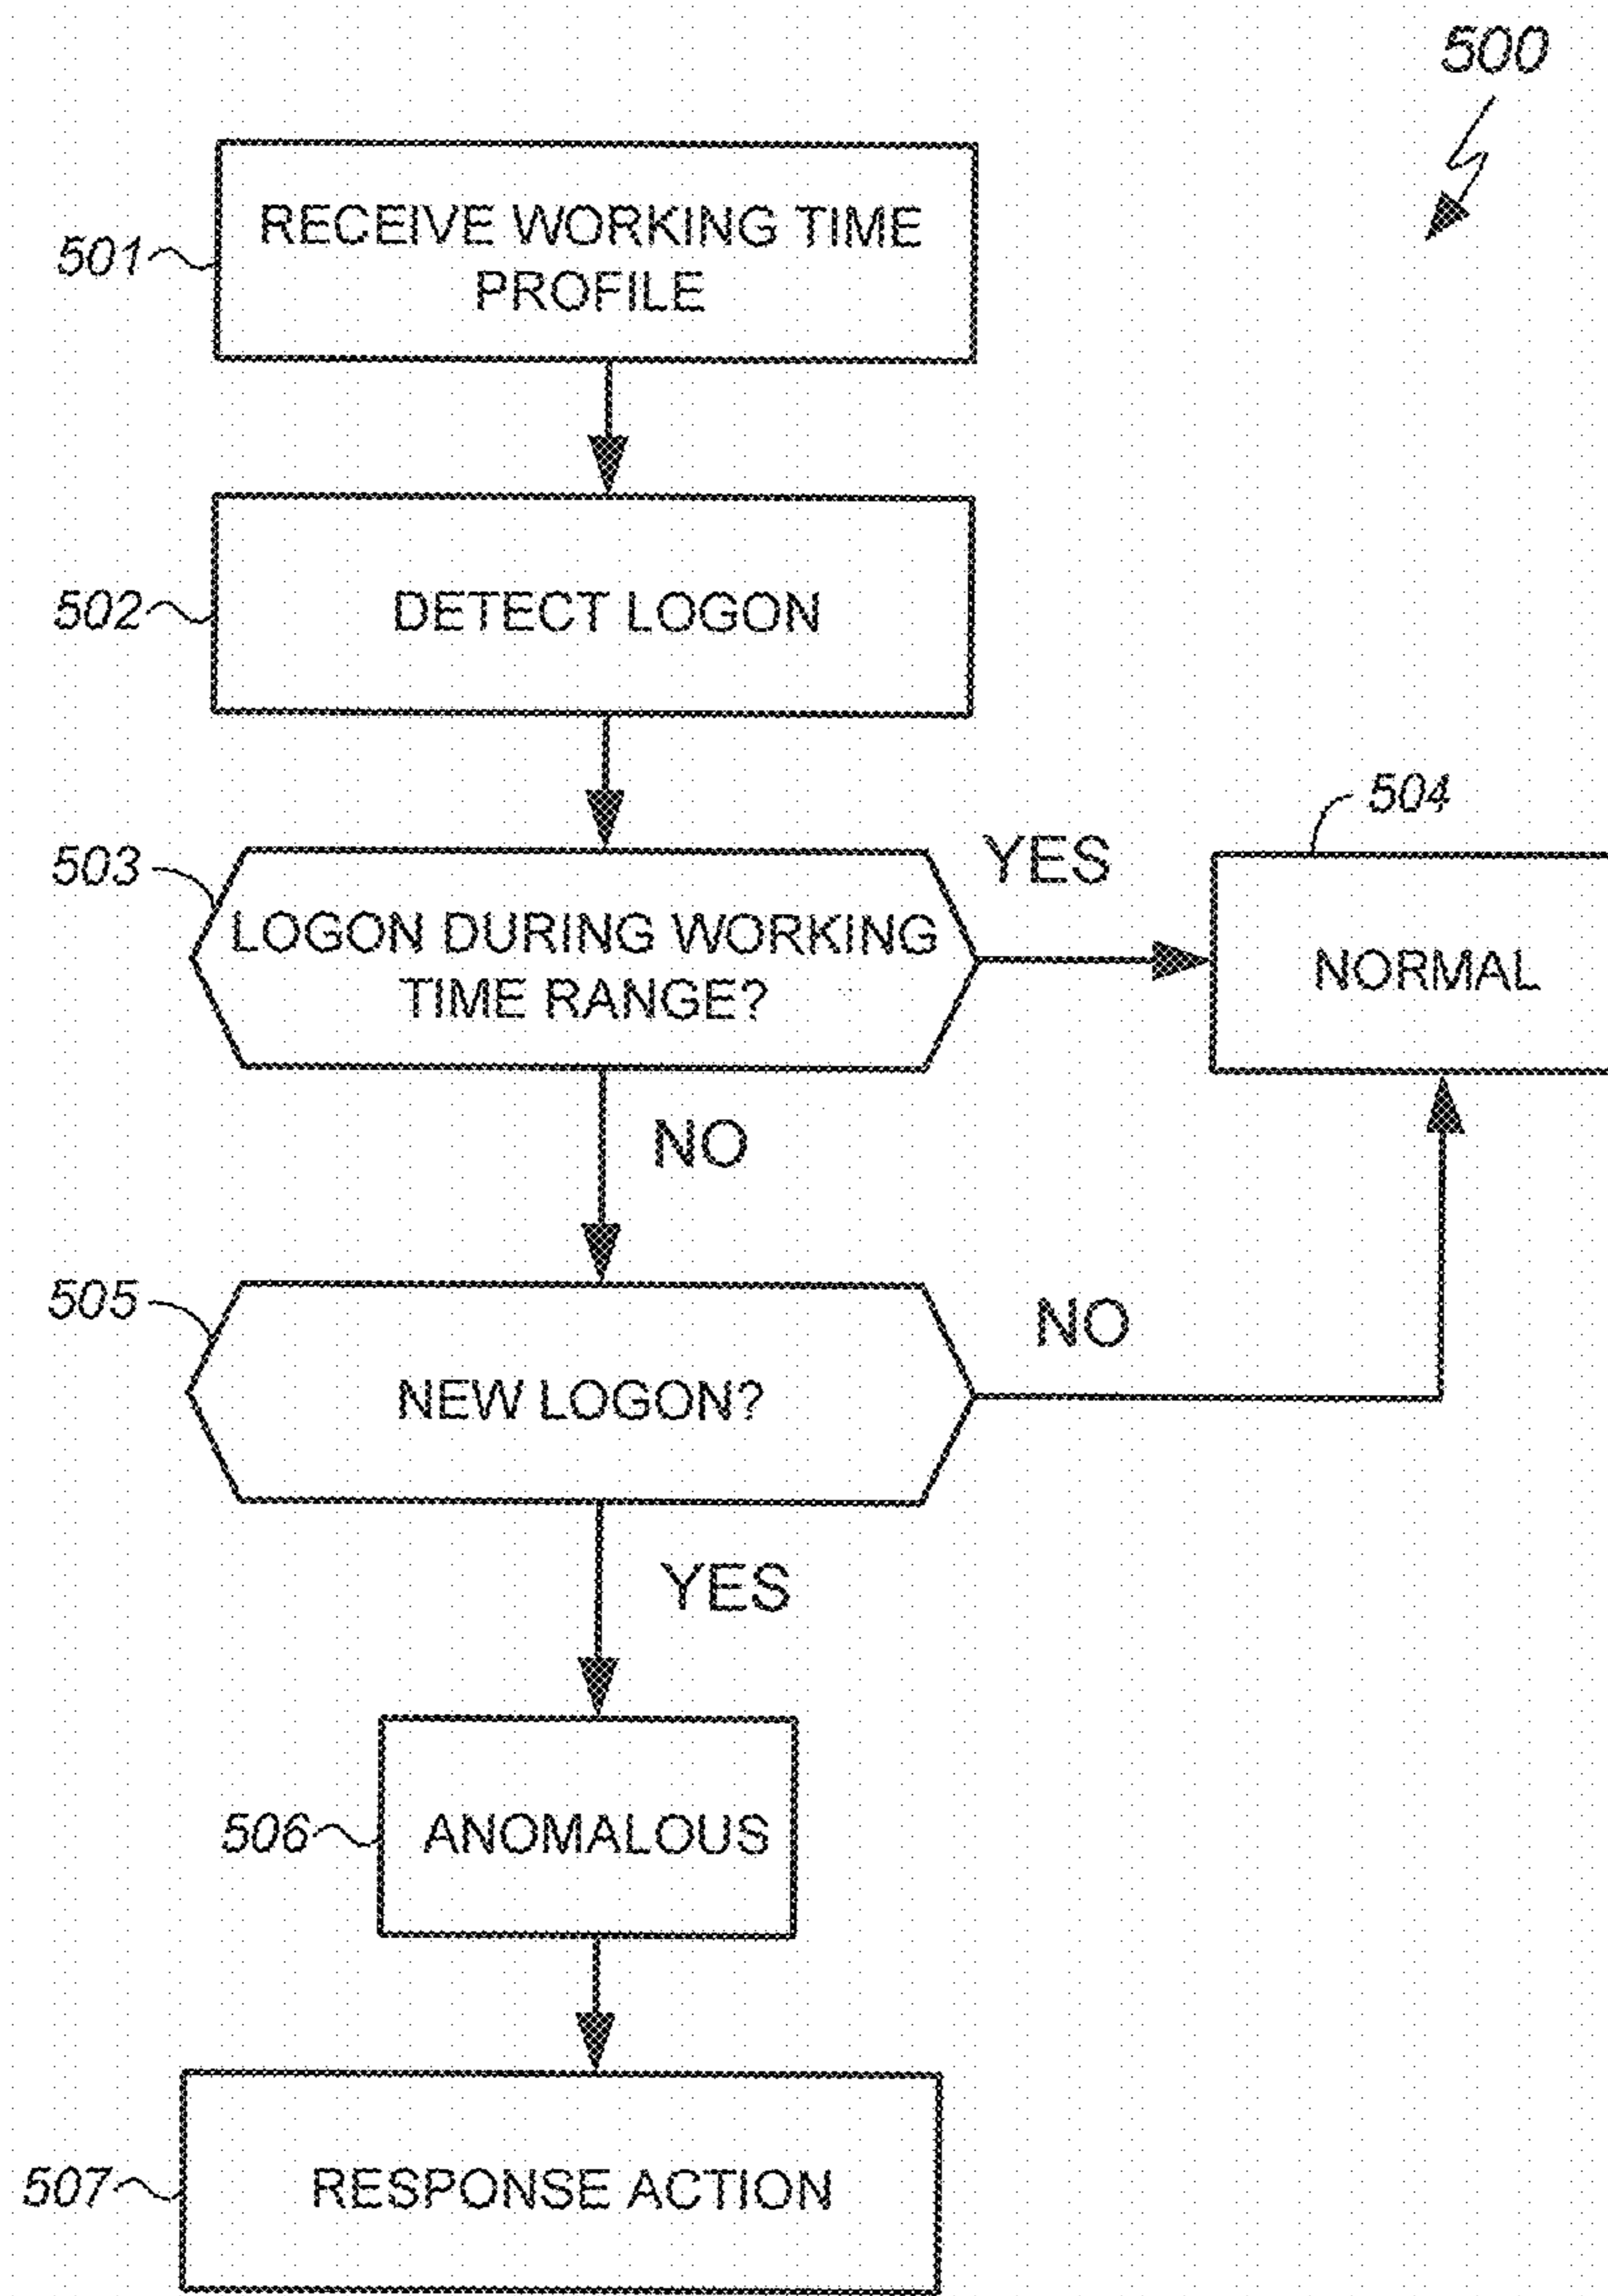 500
501
RECEIVE WORKING TIME
PROFILE
502
DETECT LOGON
503
LOGON DURING WORKING
TIME RANGE?
YES
504
NORMAL
NO
505
NEW LOGON?
NO
YES
506
ANOMALOUS
507
RESPONSE ACTION